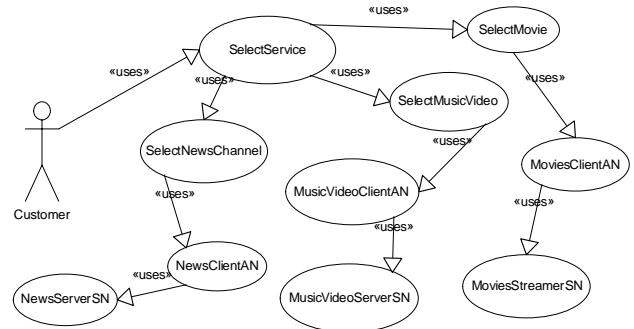 «uses»
SelectMovie
SelectService
«uses»
«uses»
«uses»
SelectMusicVideo
«uses»
«uses»
SelectNewsChannel
MoviesClientAN
«uses»
MusicVideoClientAN
«uses»
Customer
«uses»
NewsClientAN
«uses»
MoviesStreamerSN
NewsServerSN
MusicVideoServerSN